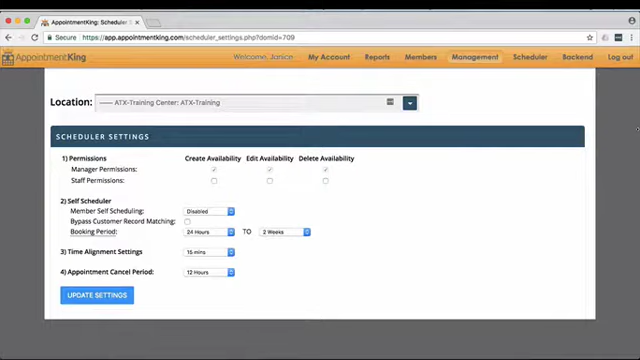 AppointmentKing: Scheduler S
Secure https://app.appointmentking.com/scheduler_settings.php?domid=709
AppointmentKing Welcome, Janice My Account Reports Members Management Scheduler Backend Log out
Location: —— ATX-Training Center: ATX-Training
SCHEDULER SETTINGS
1) Permissions Create Availability Edit Availability Delete Availability
Manager Permissions:
Staff Permissions:
2) Self Scheduler
Member Self Scheduling: Disabled
Bypass Customer Record Matching:
Booking Period: 24 Hours TO 2 Weeks
3) Time Alignment Settings 15 mins
4) Appointment Cancel Period: 12 Hours
UPDATE SETTINGS